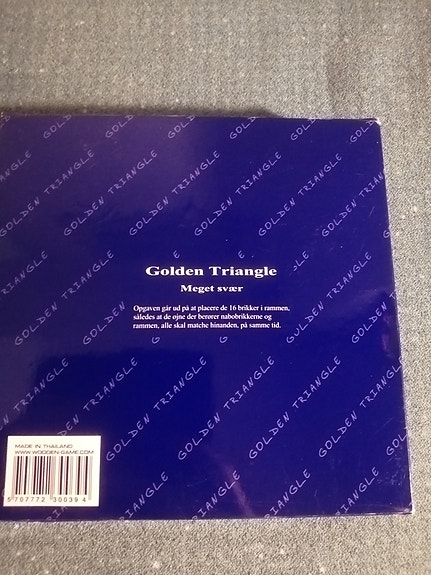 GOLDEN TRIANGLE
Golden Triangle
Meget svær
Opgaven går ud på at placere de 16 brikker i rammen,
således at de øjne der berører nabobrikkerne og
rammen, alle skal matche hinanden, på samme tid.
MADE IN THAILAND
WWW.WOODEN-GAME.COM
5 707772 300394